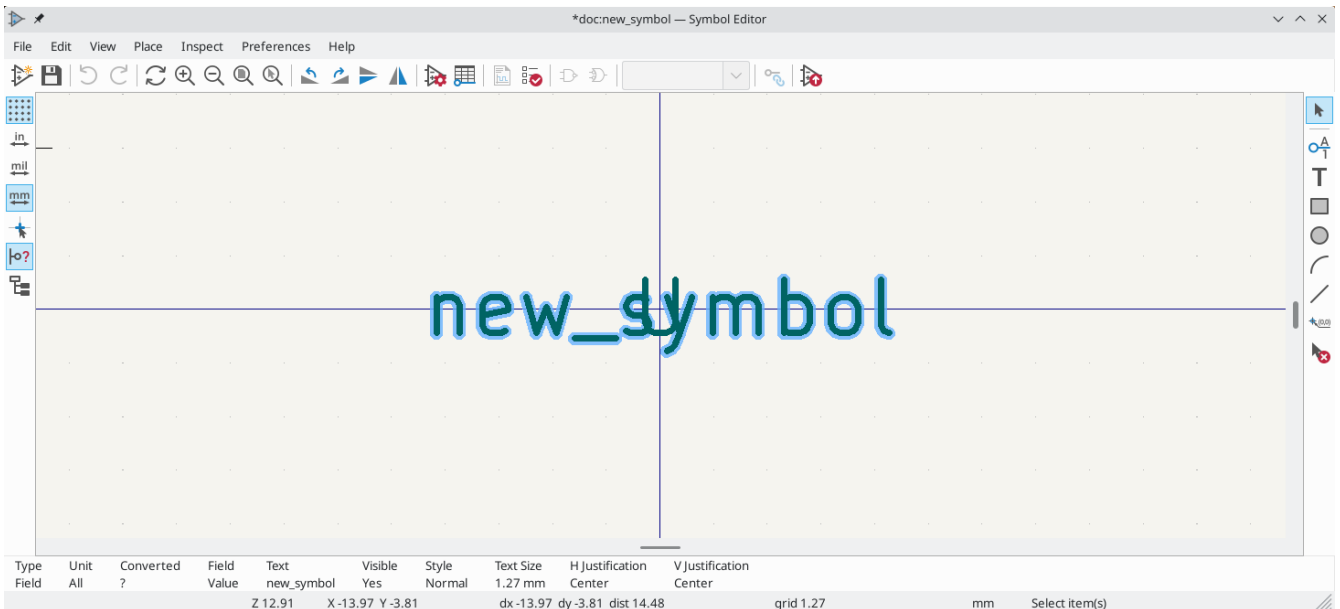 *doc:new_symbol — Symbol Editor
File Edit View Place Inspect Preferences Help
in
mil
mm
?
A
1
T
(0,0)
new_symbol
U
Type Unit Converted Field Text Visible Style Text Size H Justification V Justification
Field All ? Value new_symbol Yes Normal 1.27 mm Center Center
Z 12.91 X -13.97 Y -3.81 dx -13.97 dy -3.81 dist 14.48 grid 1.27 mm Select item(s)